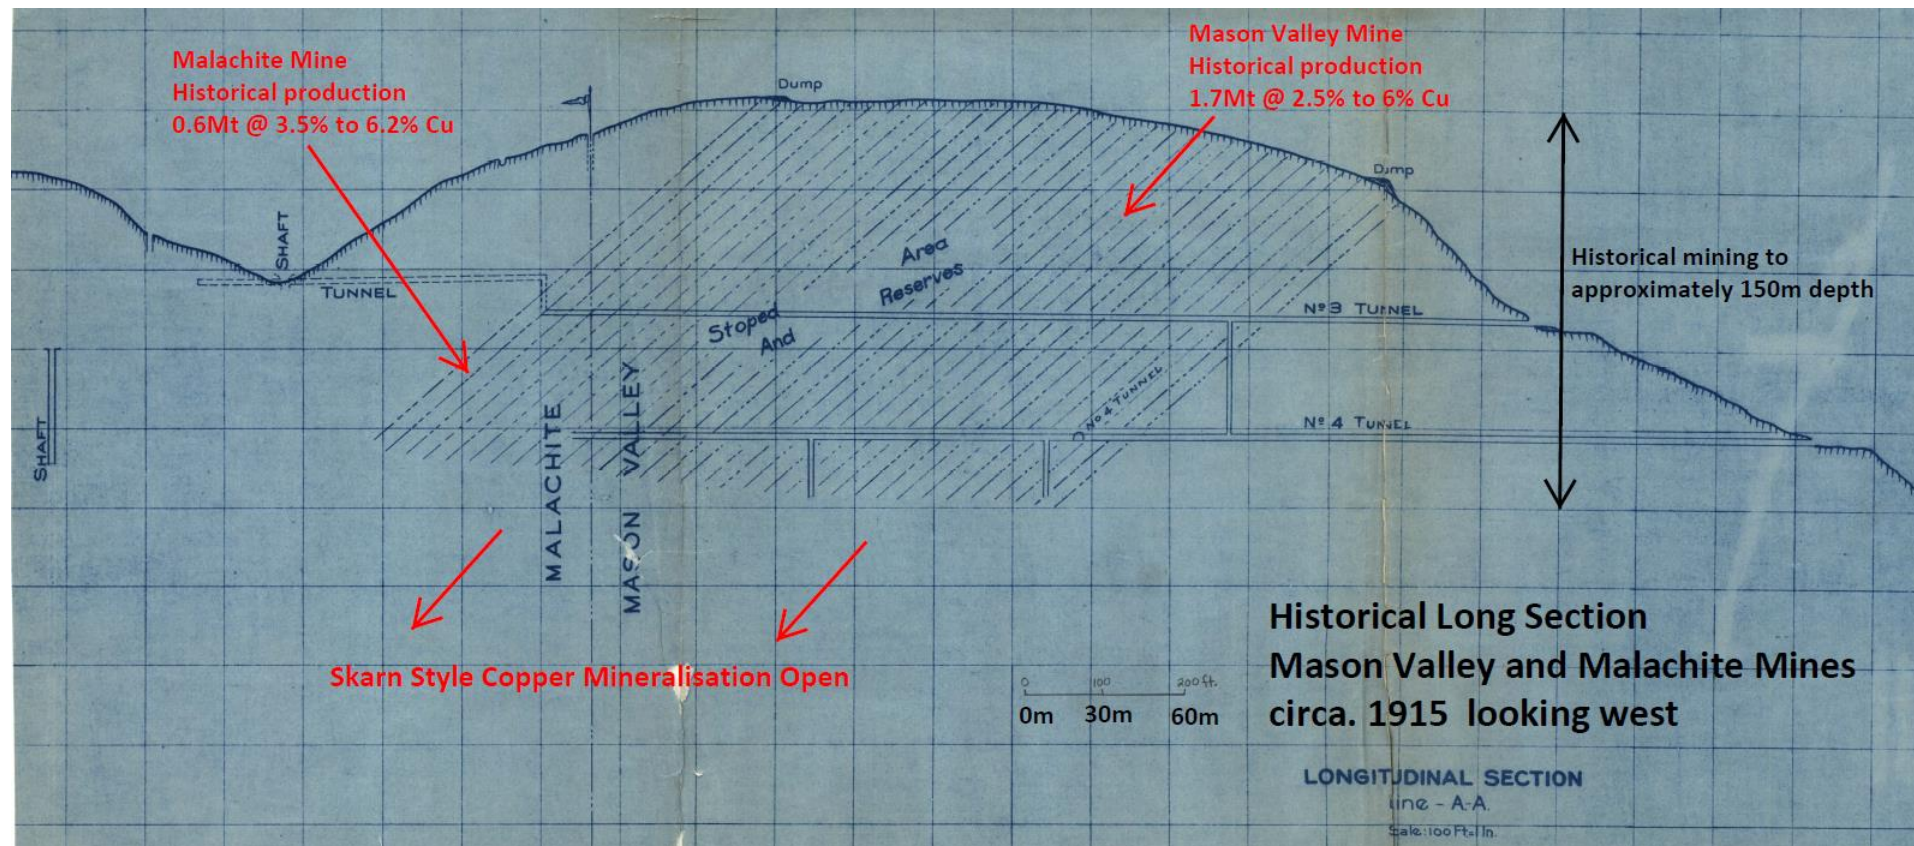 Malachite Mine
Historical production
0.6Mt @ 3.5% to 6.2% Cu
Mason Valley Mine
Historical production
1.7Mt @ 2.5% to 6% Cu
Dump
Dump
SHAFT
TUNNEL
Area
Reserves
Stoped
And
Nº 3 TUNNEL
Historical mining to
approximately 150m depth
SHAFT
MALACHITE
MASON VALLEY
Nº 4 TUNNEL
Nº 4 TUNNEL
Skarn Style Copper Mineralisation Open
0 100 200 ft.
0m 30m 60m
Historical Long Section
Mason Valley and Malachite Mines
circa. 1915 looking west
LONGITUDINAL SECTION
Line - A-A.
Scale: 100 Ft. = 1 In.